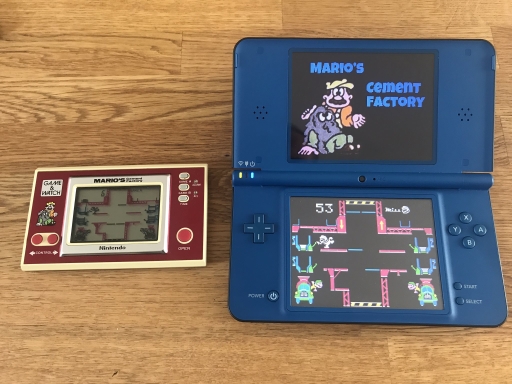 GAME
&
WATCH
MARIO'S CEMENT FACTORY
Nintendo
CONTROL
OPEN
MARIO'S
CEMENT
FACTORY
53
Miss
X
Y
A
B
POWER
START
SELECT